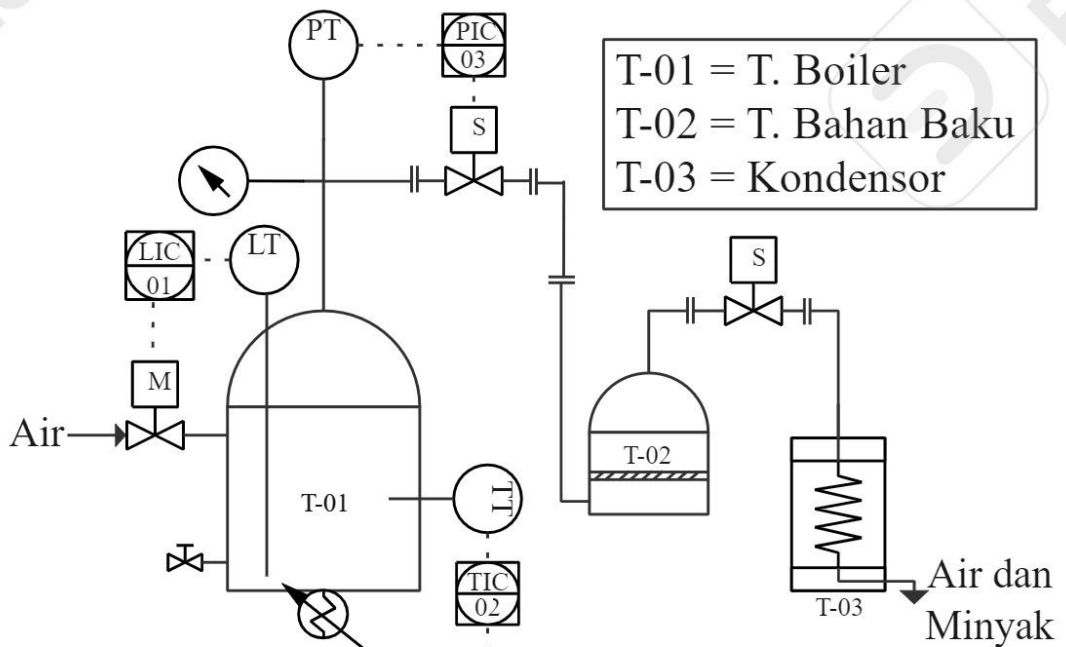 PT
PIC
03
S
T-01 = T. Boiler
T-02 = T. Bahan Baku
T-03 = Kondensor
LIC
01
LT
M
Air
T-01
TT
TIC
02
S
T-02
T-03
Air dan
Minyak